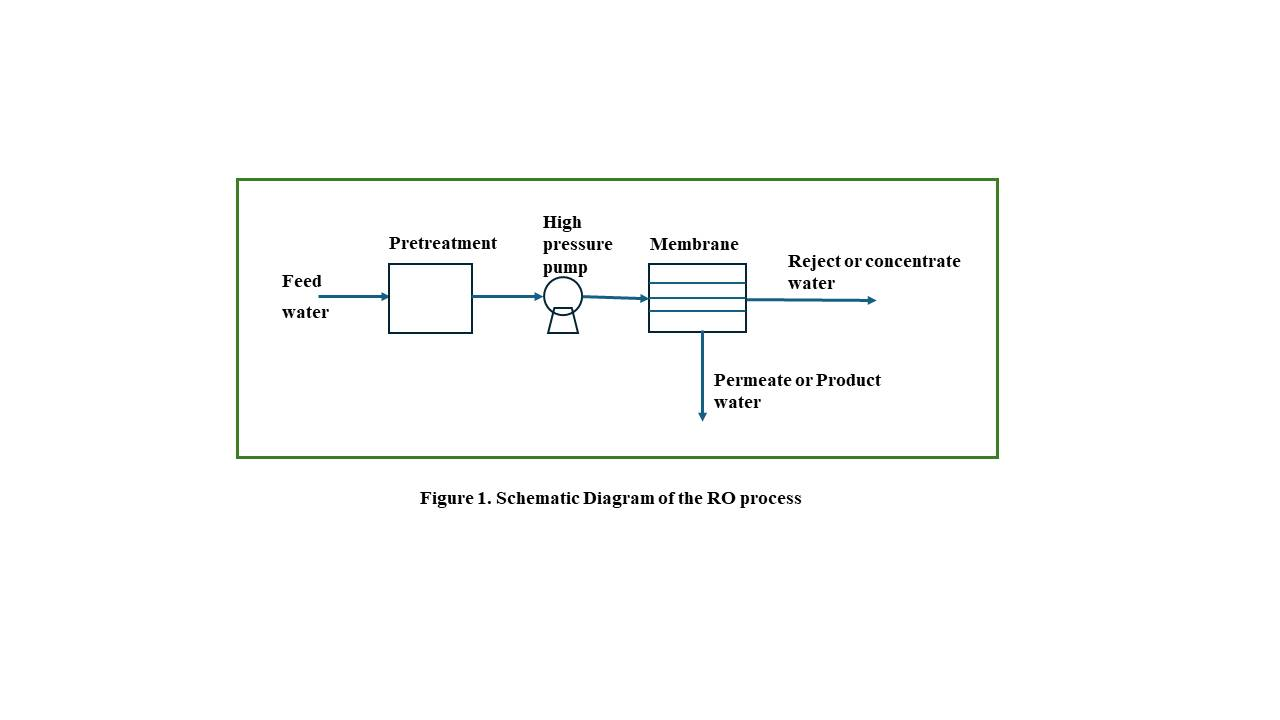 Feed
water
Pretreatment
High
pressure
pump
Membrane
Reject or concentrate
water
Permeate or Product
water
Figure 1. Schematic Diagram of the RO process